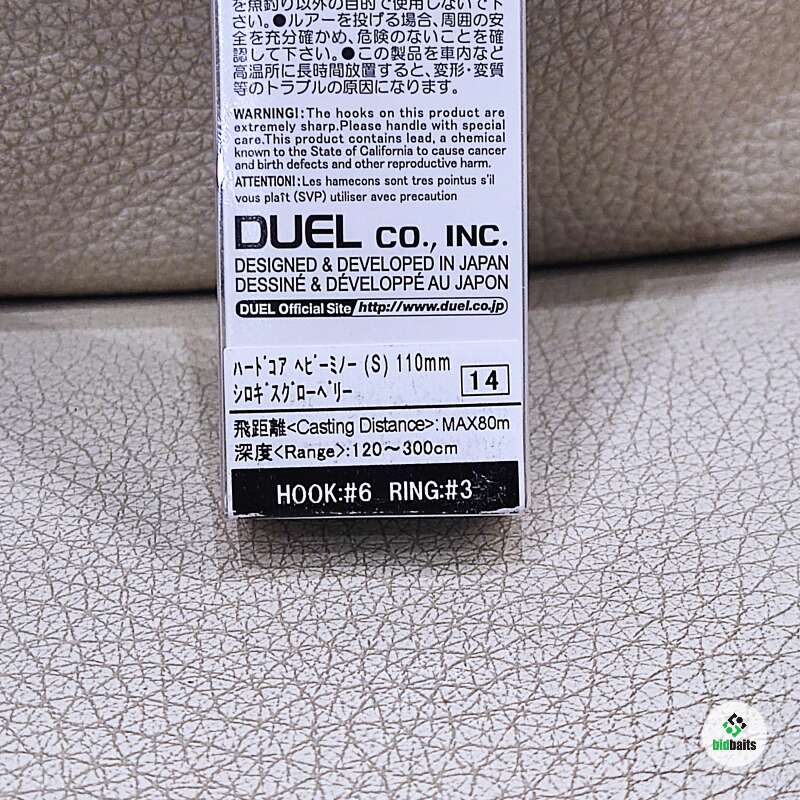 を魚釣り以外の目的で使用しないで下
さい。●ルアーを投げる場合、周囲の安
全を充分確かめ、危険のないことを確
認して下さい。●この製品を車内など
高温所に長時間放置すると、変形・変質
等のトラブルの原因になります。
WARNING!:The hooks on this product are
extremely sharp.Please handle with special
care.This product contains lead, a chemical
known to the State of California to cause cancer
and birth defects and other reproductive harm.
ATTENTION!:Les hamecons sont tres pointus s'il
vous plaît (SVP) utiliser avec precaution
DUEL CO., INC.
DESIGNED & DEVELOPED IN JAPAN
DESSINÉ & DÉVELOPPÉ AU JAPON
DUEL Official Site http://www.duel.co.jp
ハードコア ヘビーミノー (S) 110mm
シロギスグローベリー 14
飛距離<Casting Distance>:MAX80m
深度<Range>:120～300cm
HOOK:#6 RING:#3
bidbaits